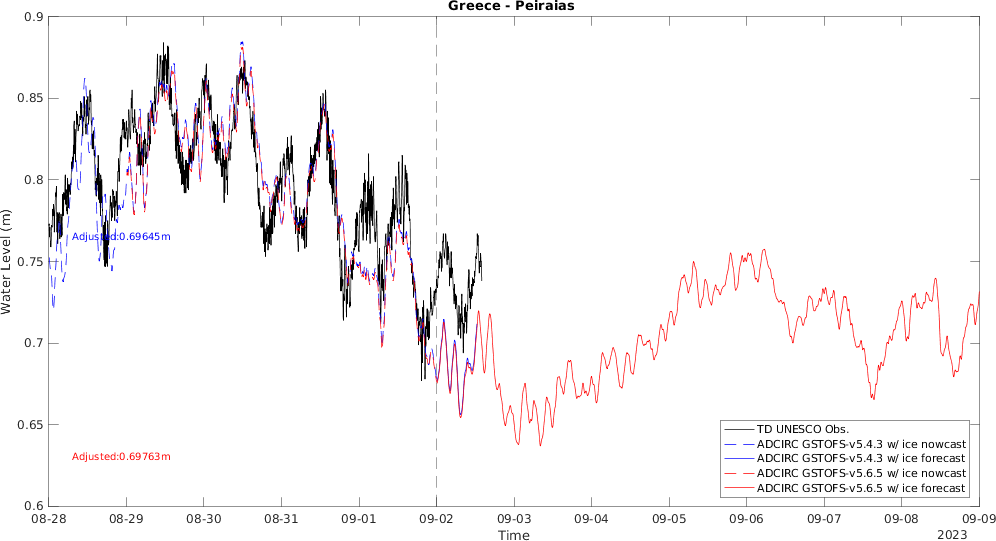 Greece - Peiraias
0.9
0.85
0.8
0.75
0.7
0.65
0.6
Water Level (m)
Adjusted:0.69645m
Adjusted:0.69763m
TD UNESCO Obs.
ADCIRC GSTOFS-v5.4.3 w/ ice nowcast
ADCIRC GSTOFS-v5.4.3 w/ ice forecast
ADCIRC GSTOFS-v5.6.5 w/ ice nowcast
ADCIRC GSTOFS-v5.6.5 w/ ice forecast
08-28 08-29 08-30 08-31 09-01 09-02 09-03 09-04 09-05 09-06 09-07 09-08 09-09
Time
2023